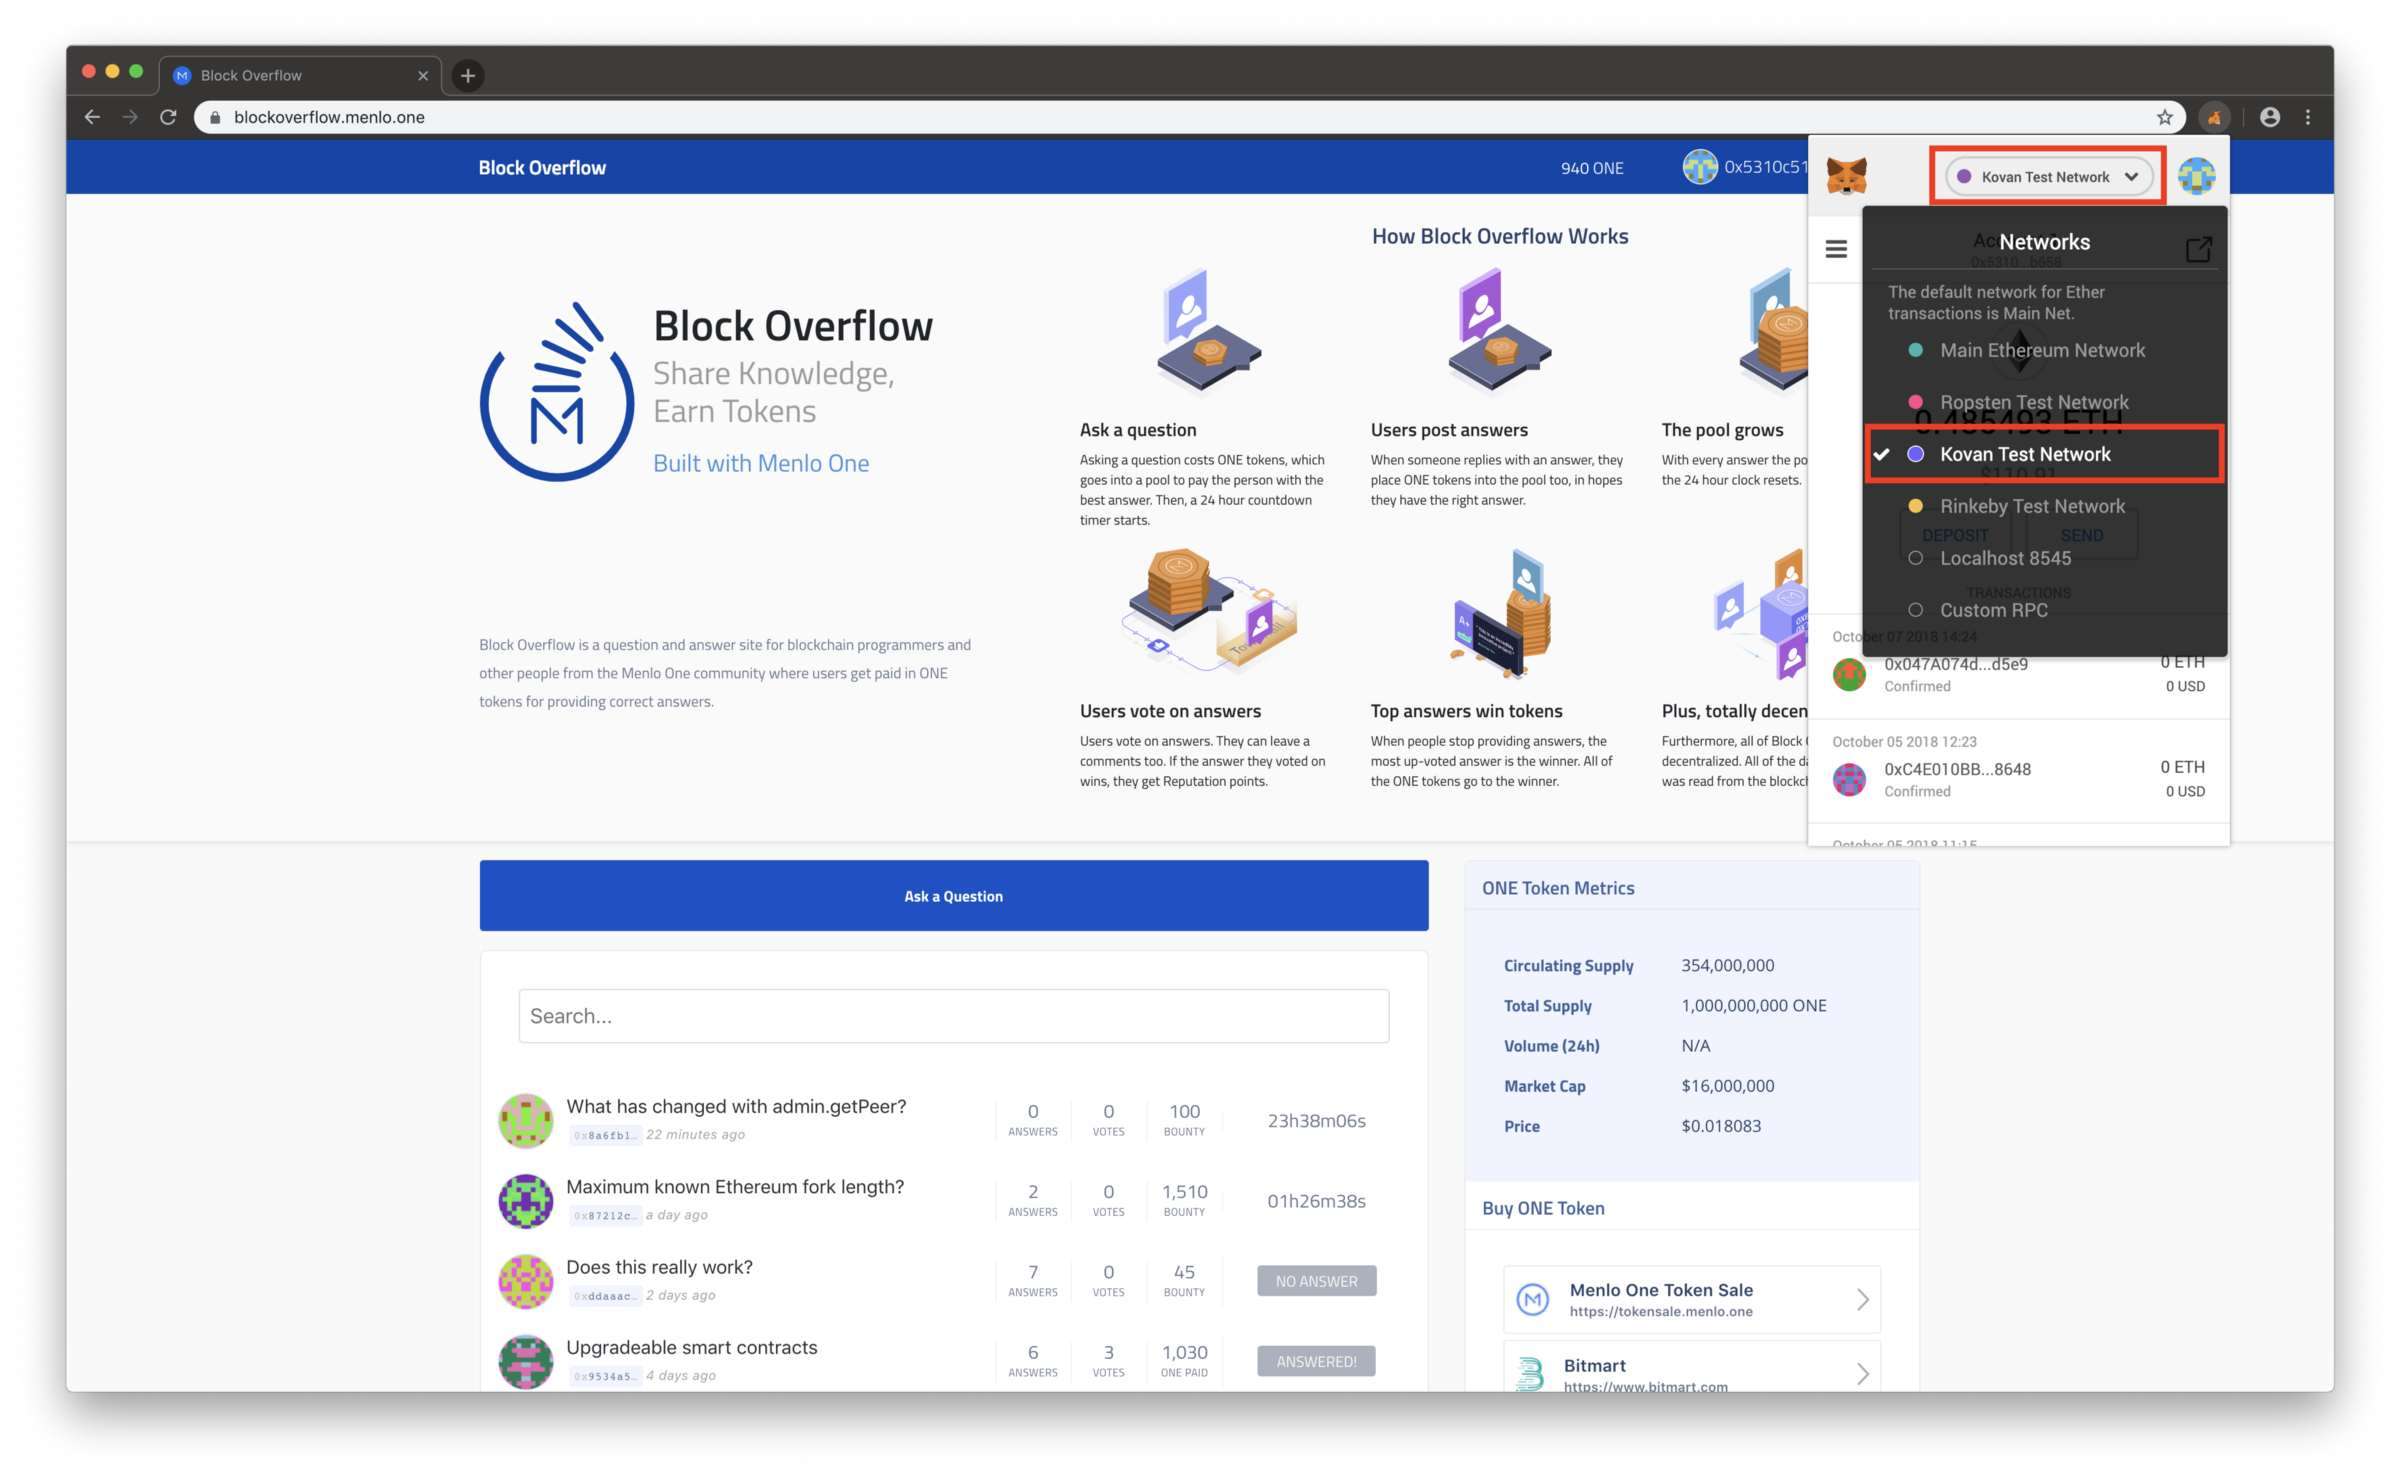 Block Overflow
blockoverflow.menlo.one
Block Overflow
940 ONE
0x5310c51
Kovan Test Network
Networks
0x5310...b658
The default network for Ether
transactions is Main Net.
Main Ethereum Network
Ropsten Test Network
0.485493 ETH
Kovan Test Network
$110.91
Rinkeby Test Network
DEPOSIT
SEND
Localhost 8545
TRANSACTIONS
Custom RPC
October 07 2018 14:24
0x047A074d...d5e9
0 ETH
Confirmed
0 USD
October 05 2018 12:23
0xC4E010BB...8648
0 ETH
Confirmed
0 USD
October 05 2018 11:15
Block Overflow
Share Knowledge,
Earn Tokens
Built with Menlo One
Block Overflow is a question and answer site for blockchain programmers and
other people from the Menlo One community where users get paid in ONE
tokens for providing correct answers.
How Block Overflow Works
Ask a question
Asking a question costs ONE tokens, which
goes into a pool to pay the person with the
best answer. Then, a 24 hour countdown
timer starts.
Users post answers
When someone replies with an answer, they
place ONE tokens into the pool too, in hopes
they have the right answer.
The pool grows
With every answer the po
the 24 hour clock resets.
Users vote on answers
Users vote on answers. They can leave a
comments too. If the answer they voted on
wins, they get Reputation points.
A+
Top answers win tokens
When people stop providing answers, the
most up-voted answer is the winner. All of
the ONE tokens go to the winner.
Plus, totally decen
Furthermore, all of Block
decentralized. All of the da
was read from the blockch
Ask a Question
Search...
What has changed with admin.getPeer?
0x8a6fb1… 22 minutes ago
0 ANSWERS
0 VOTES
100 BOUNTY
23h38m06s
Maximum known Ethereum fork length?
0x87212c… a day ago
2 ANSWERS
0 VOTES
1,510 BOUNTY
01h26m38s
Does this really work?
0xddaaac… 2 days ago
7 ANSWERS
0 VOTES
45 BOUNTY
NO ANSWER
Upgradeable smart contracts
0x9534a5… 4 days ago
6 ANSWERS
3 VOTES
1,030 ONE PAID
ANSWERED!
ONE Token Metrics
Circulating Supply 354,000,000
Total Supply 1,000,000,000 ONE
Volume (24h) N/A
Market Cap $16,000,000
Price $0.018083
Buy ONE Token
Menlo One Token Sale
https://tokensale.menlo.one
Bitmart
https://www.bitmart.com